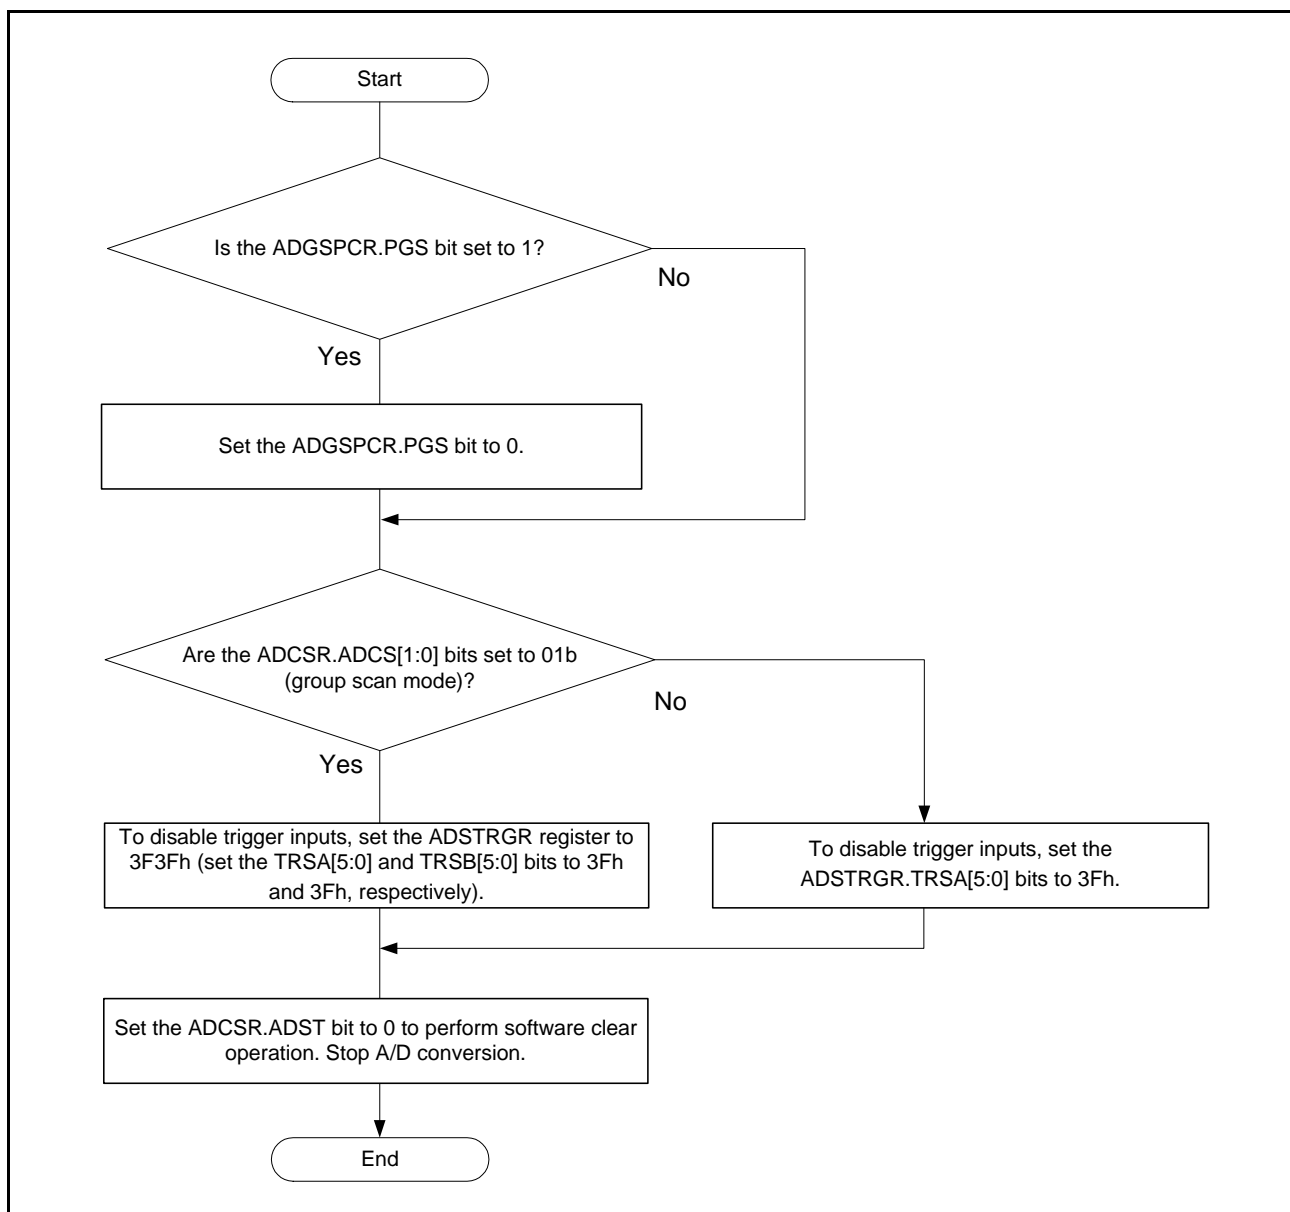 Start
Is the ADGSPCR.PGS bit set to 1?
No
Yes
Set the ADGSPCR.PGS bit to 0.
Are the ADCSR.ADCS[1:0] bits set to 01b
(group scan mode)?
No
Yes
To disable trigger inputs, set the ADSTRGR register to
3F3Fh (set the TRSA[5:0] and TRSB[5:0] bits to 3Fh
and 3Fh, respectively).
To disable trigger inputs, set the
ADSTRGR.TRSA[5:0] bits to 3Fh.
Set the ADCSR.ADST bit to 0 to perform software clear
operation. Stop A/D conversion.
End